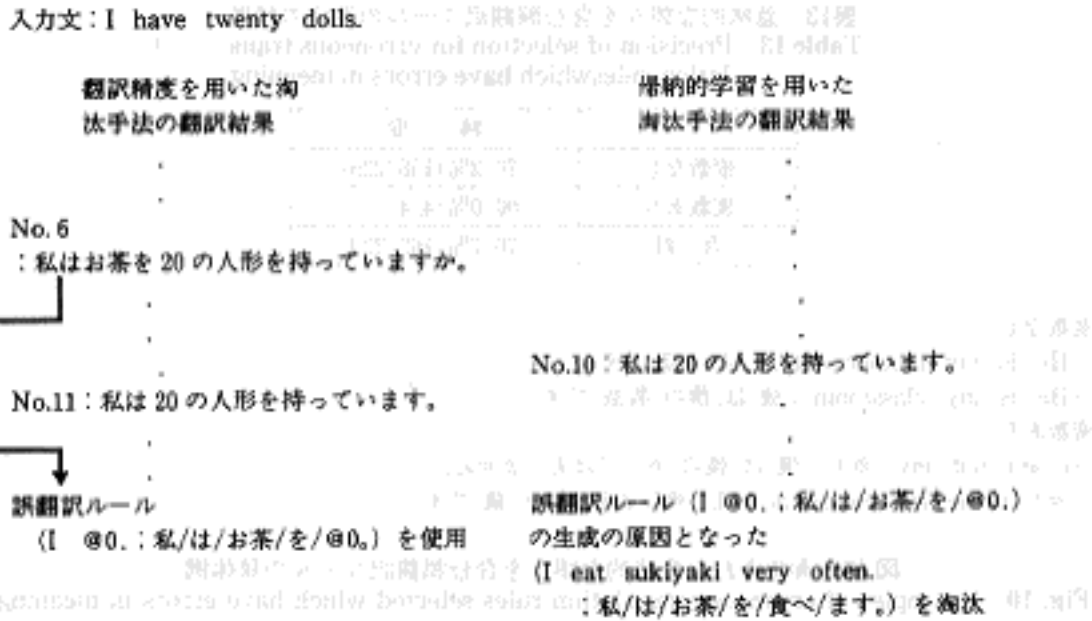 入力文：I have twenty dolls.
翻訳精度を用いた淘
汰手法の翻訳結果
No. 6
：私はお茶を 20 の人形を持っていますか。
No.11：私は 20 の人形を持っています。
誤翻訳ルール
(I @0.；私/は/お茶/を/@0。) を使用
帰納的学習を用いた
淘汰手法の翻訳結果
No.10：私は 20 の人形を持っています。
誤翻訳ルール (I @0.；私/は/お茶/を/@0.)
の生成の原因となった
(I eat sukiyaki very often.
；私/は/お茶/を/食べ/ます。) を淘汰